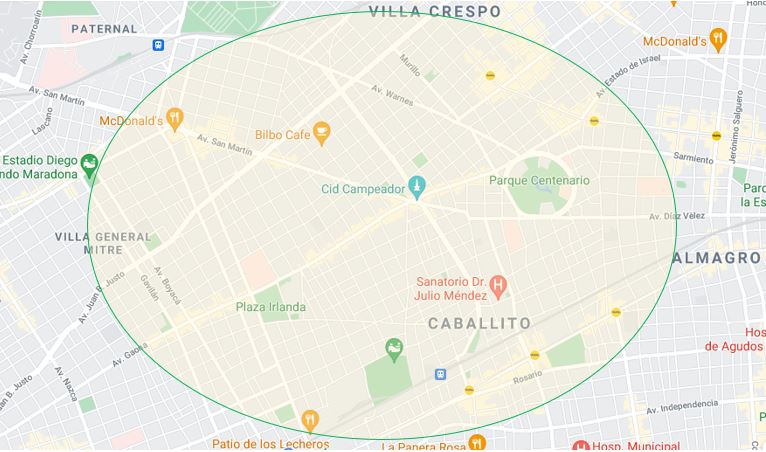 VILLA CRESPO
PATERNAL
Av. Chorroarín
McDonald's
Murillo
Av. Estado de Israel
Av. Warnes
Av. San Martín
Lascano
McDonald's
Bilbo Cafe
Av. San Martín
Jerónimo Salguero
Sarmiento
Estadio Diego
ndo Maradona
Cid Campeador
Parque Centenario
Parq
la Es
Av. Díaz Vélez
VILLA GENERAL
MITRE
ALMAGRO
Av. Juan B. Justo
Av. Boyacá
Gavilán
Sanatorio Dr.
Julio Méndez
Plaza Irlanda
CABALLITO
Hos
de Agudos
Av. Gaona
Av. Nazca
Rosario
Av. Independencia
Av. Juan B. Justo
Patio de los Lecheros
La Panera Rosa
Hosp. Municipal